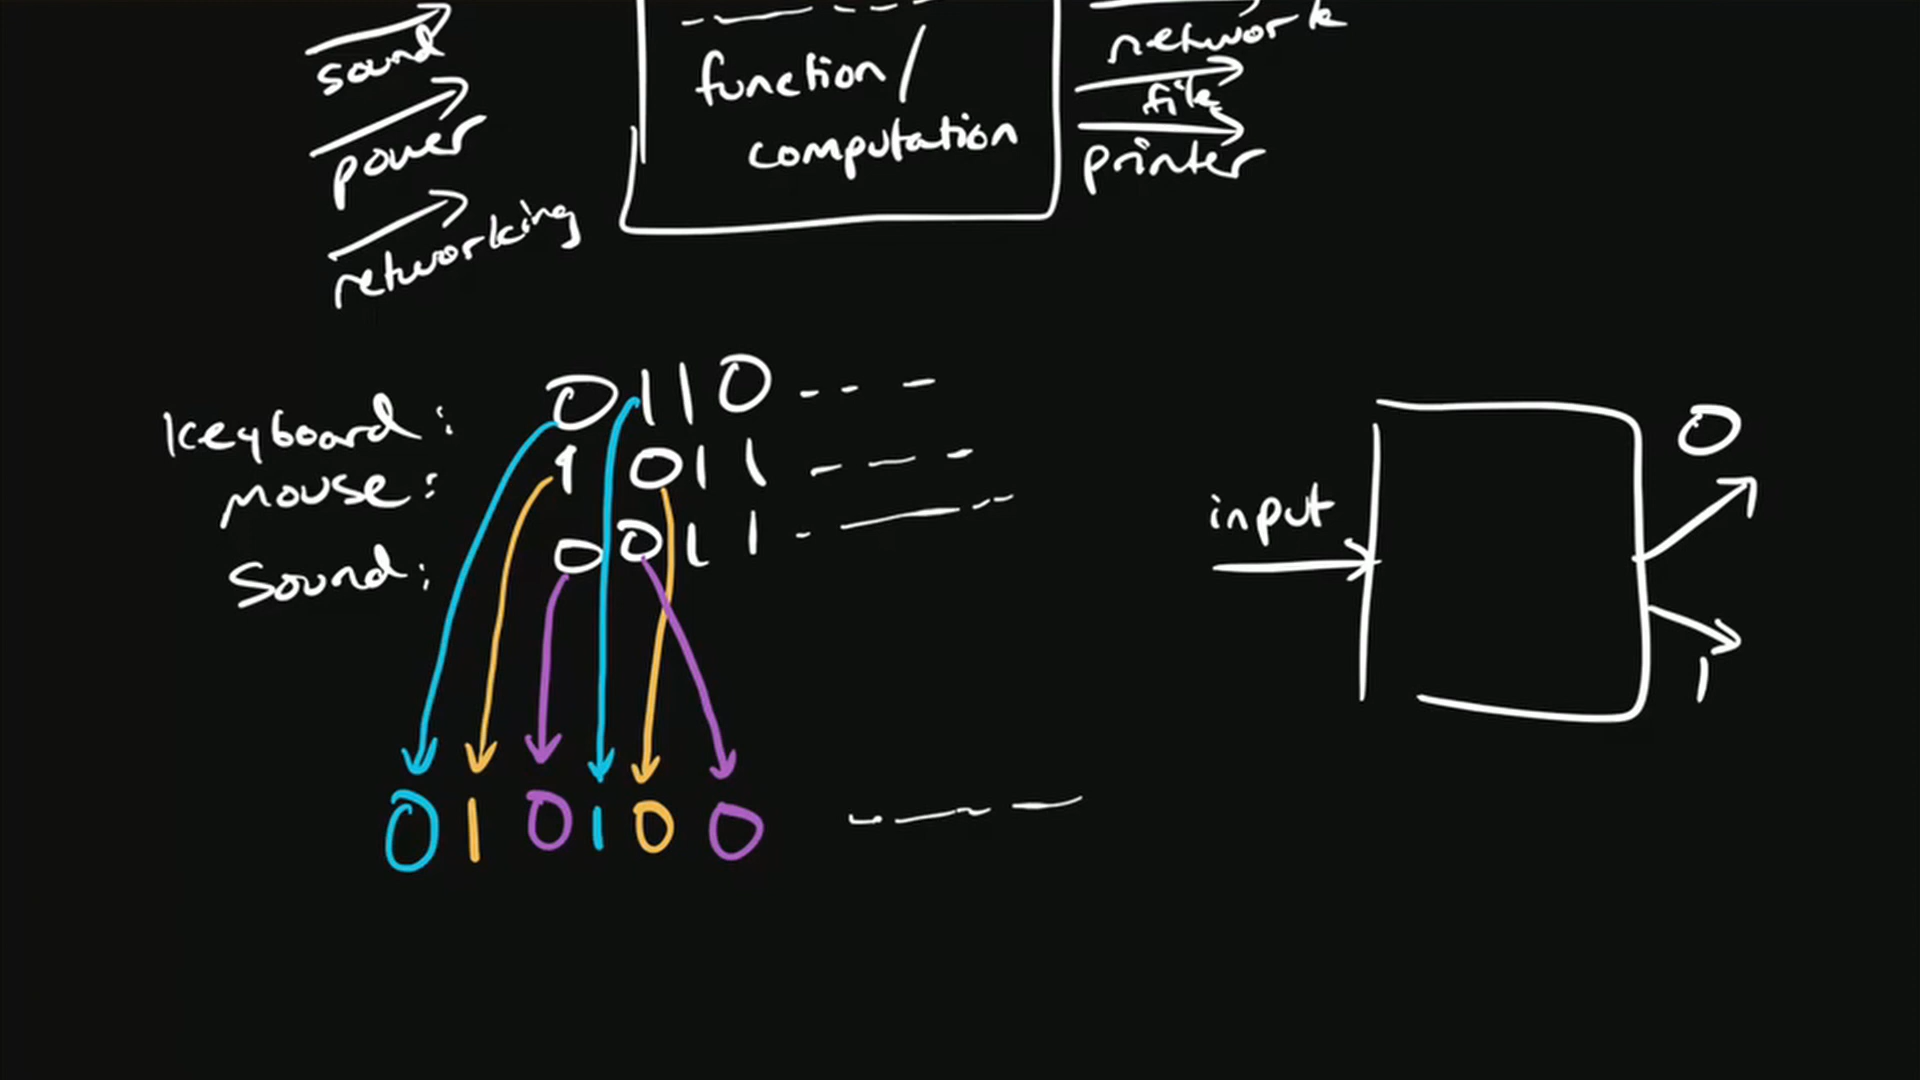 sound
power
networking
function/
computation
network
file
printer
keyboard: 0110 - - -
mouse: 1011 - - -
Sound: 0011 - - -
010100 - - - -
input
0
1